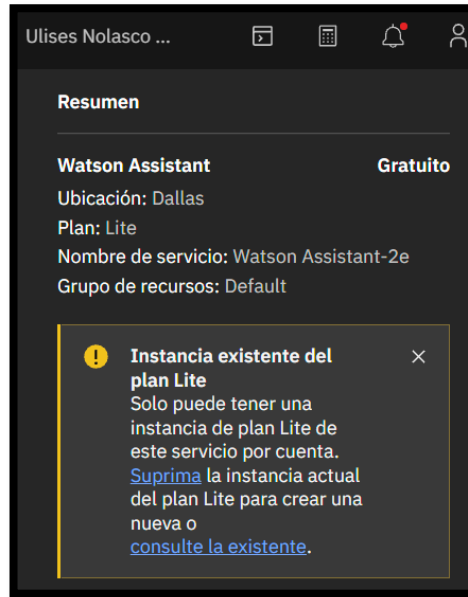 Ulises Nolasco ...
Resumen
Watson Assistant Gratuito
Ubicación: Dallas
Plan: Lite
Nombre de servicio: Watson Assistant-2e
Grupo de recursos: Default
Instancia existente del
plan Lite
Solo puede tener una
instancia de plan Lite de
este servicio por cuenta.
Suprima la instancia actual
del plan Lite para crear una
nueva o
consulte la existente.